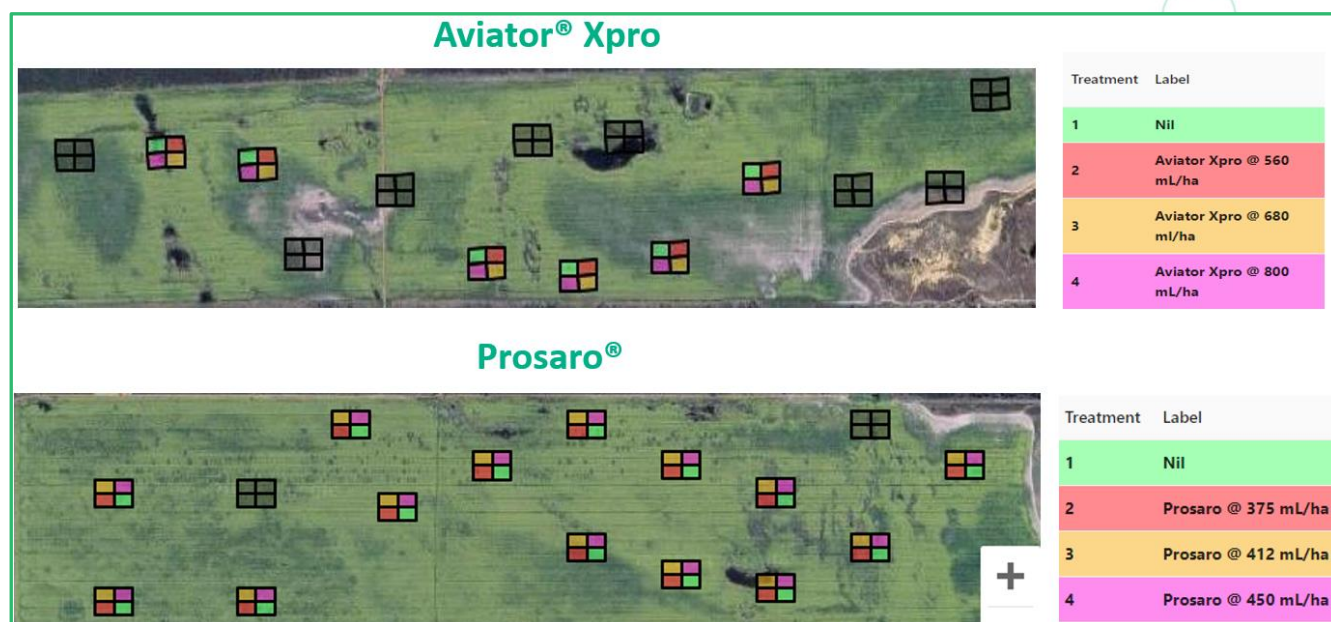 Aviator® Xpro
Treatment Label
1 Nil
2 Aviator Xpro @ 560
mL/ha
3 Aviator Xpro @ 680
ml/ha
4 Aviator Xpro @ 800
mL/ha
Prosaro®
Treatment Label
1 Nil
2 Prosaro @ 375 mL/ha
3 Prosaro @ 412 mL/ha
4 Prosaro @ 450 mL/ha
+